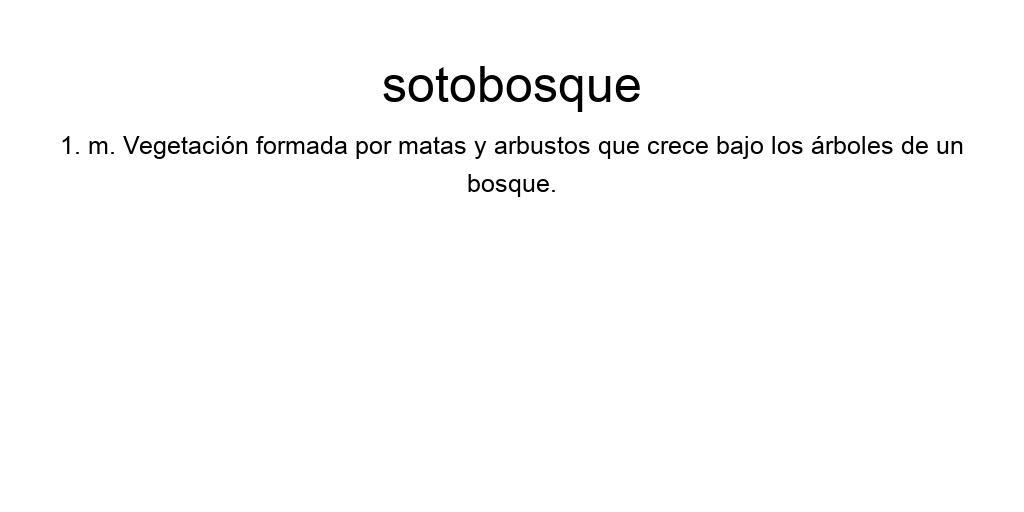 sotobosque
1. m. Vegetación formada por matas y arbustos que crece bajo los árboles de un
bosque.